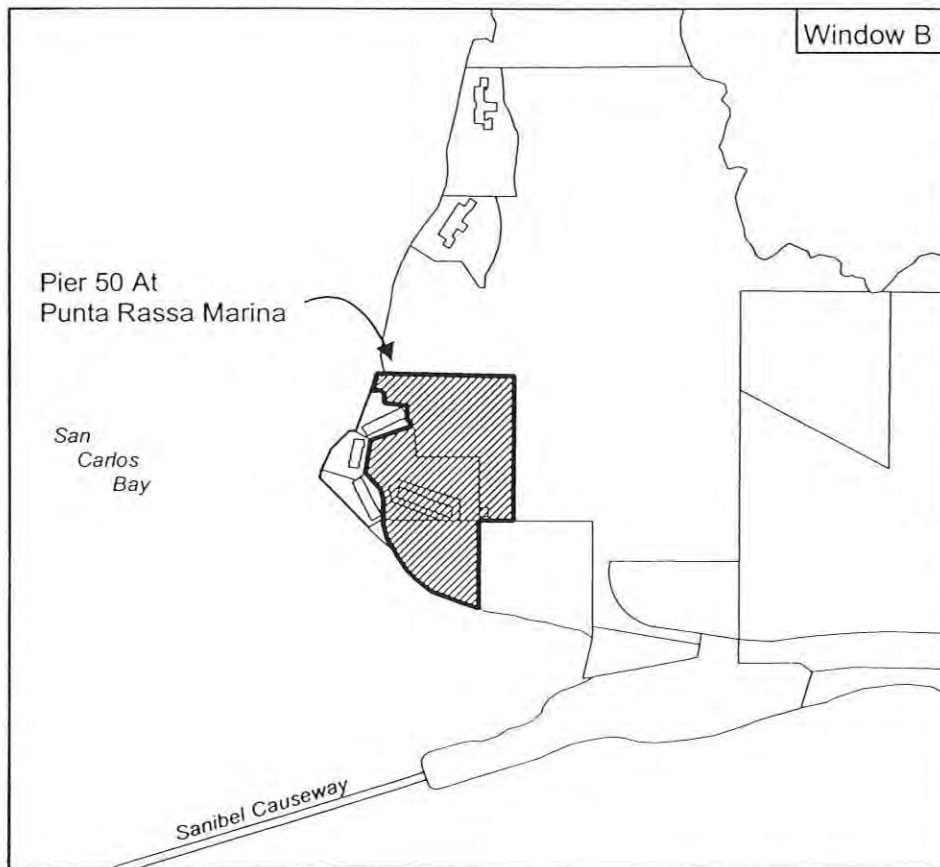 Window B
Pier 50 At
Punta Rassa Marina
San
Carlos
Bay
Sanibel Causeway